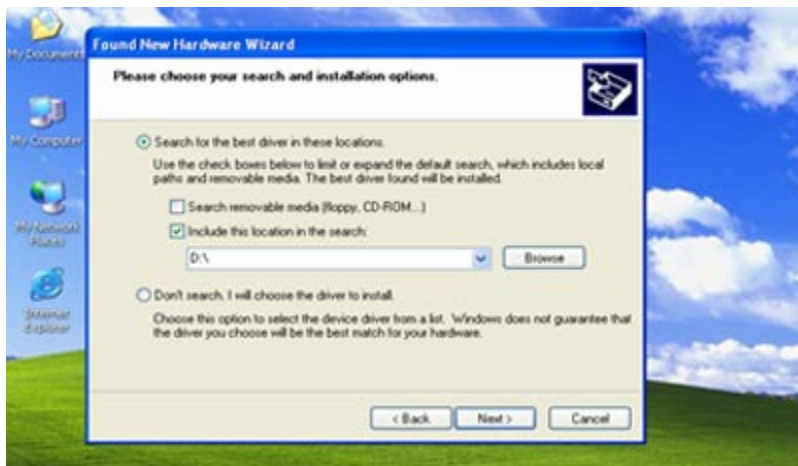 My Documents
Found New Hardware Wizard
Please choose your search and installation options.
My Computer
Search for the best driver in these locations.
Use the check boxes below to limit or expand the default search, which includes local
paths and removable media. The best driver found will be installed.
Search removable media (floppy, CD-ROM...)
Include this location in the search:
My Network
Places
D:\
Browse
Don't search. I will choose the driver to install.
Internet
Explorer
Choose this option to select the device driver from a list. Windows does not guarantee that
the driver you choose will be the best match for your hardware.
< Back
Next >
Cancel